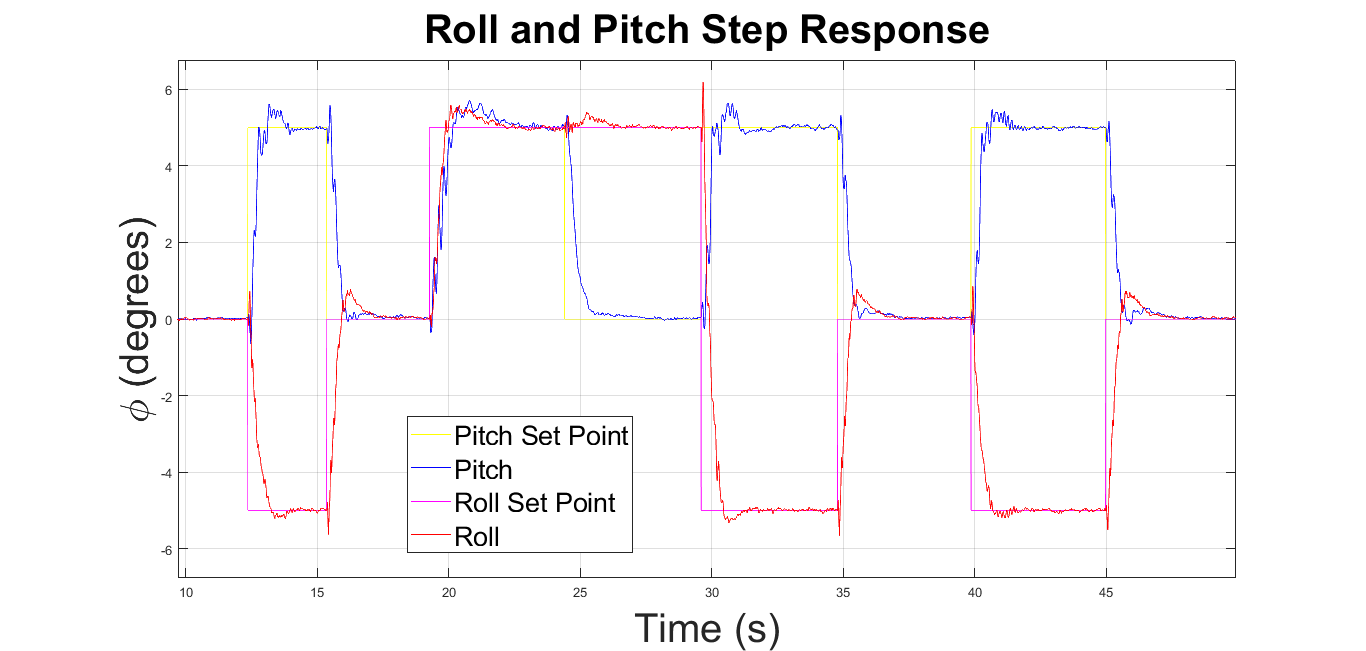 Roll and Pitch Step Response
ϕ (degrees)
6
4
2
0
-2
-4
-6
Pitch Set Point
Pitch
Roll Set Point
Roll
10 15 20 25 30 35 40 45
Time (s)